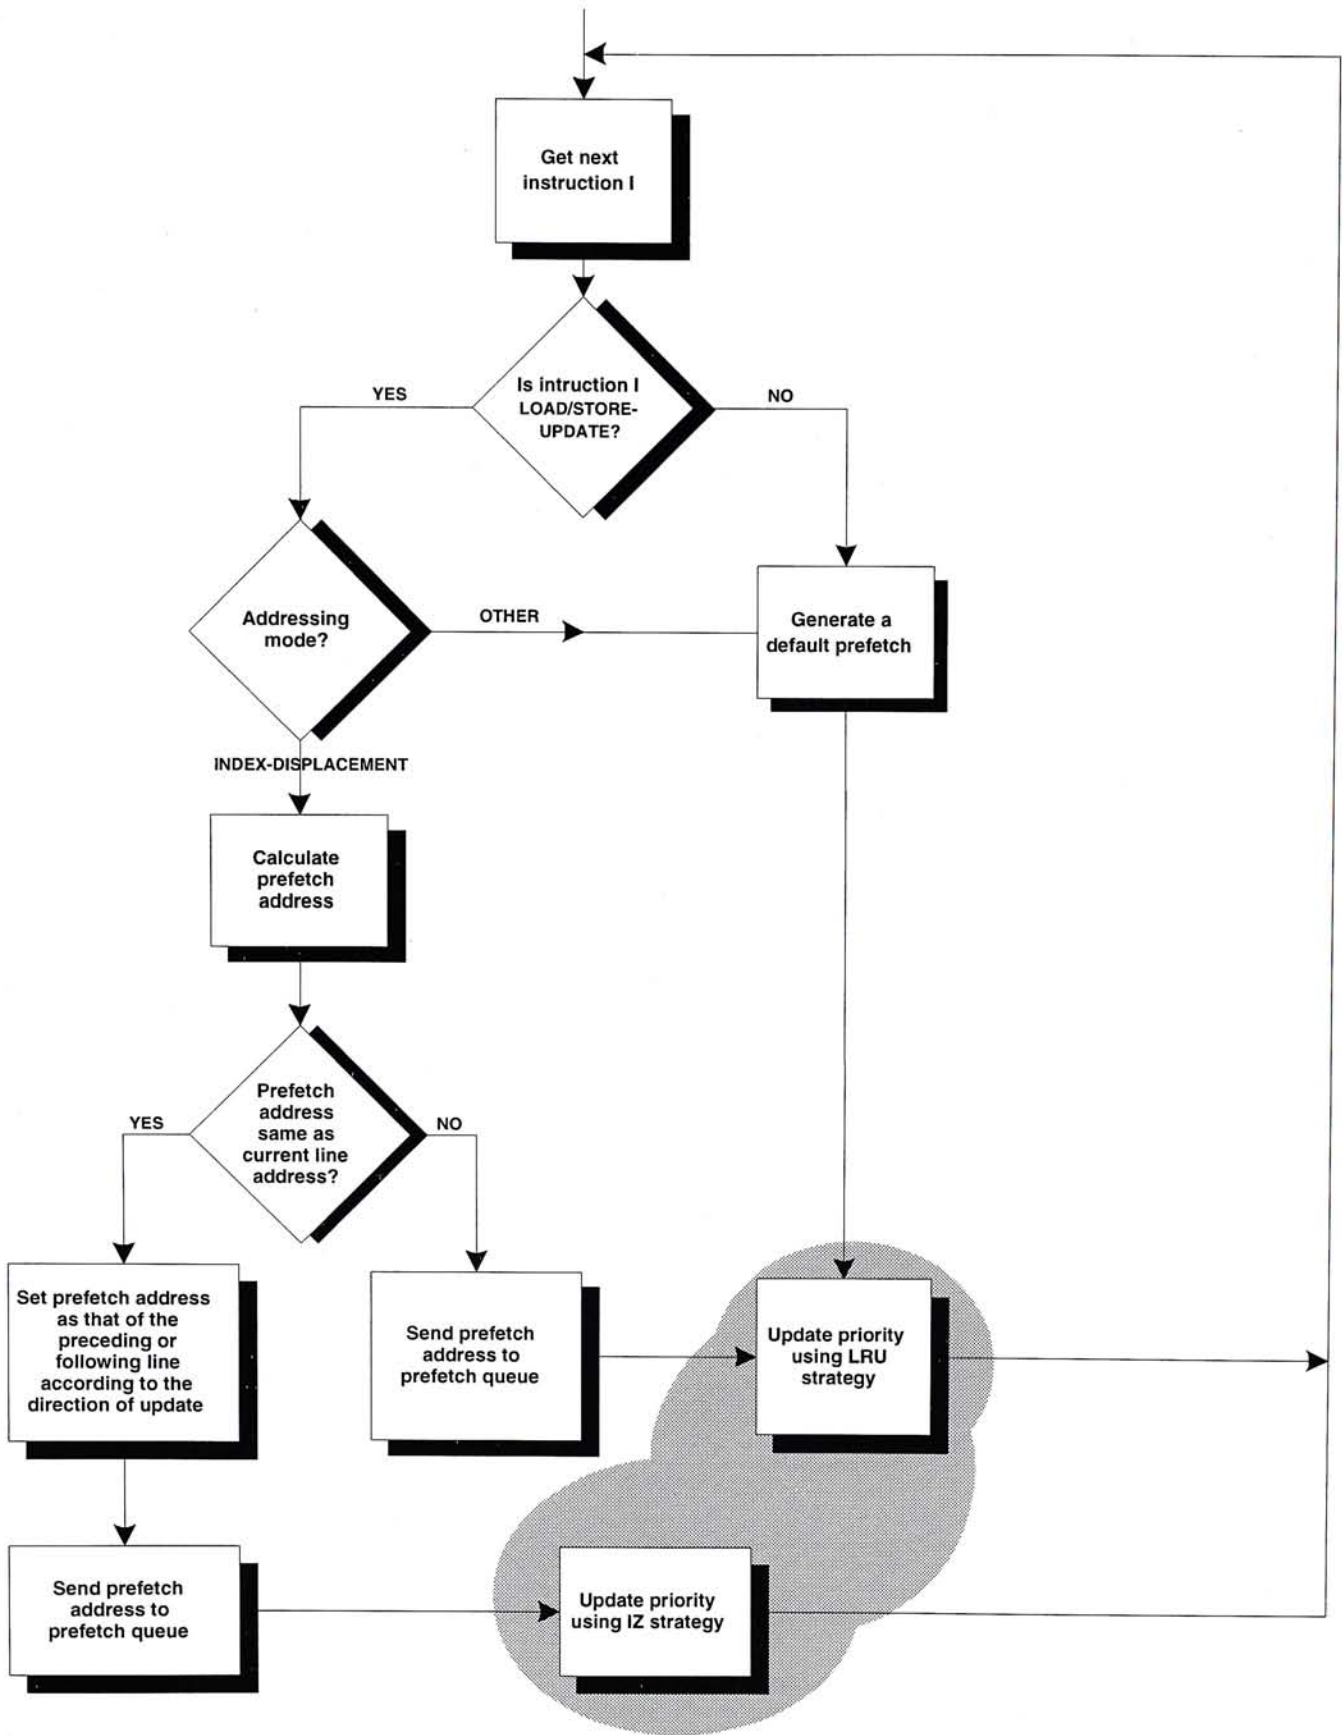 Get next
instruction I
Is intruction I
LOAD/STORE-
UPDATE?
YES
NO
Addressing
mode?
OTHER
Generate a
default prefetch
INDEX-DISPLACEMENT
Calculate
prefetch
address
Prefetch
address
same as
current line
address?
YES
NO
Set prefetch address
as that of the
preceding or
following line
according to the
direction of update
Send prefetch
address to
prefetch queue
Update priority
using LRU
strategy
Send prefetch
address to
prefetch queue
Update priority
using IZ strategy